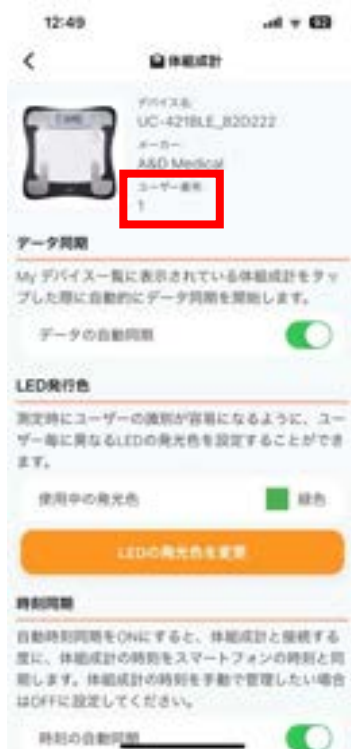 12:49
体組成計
デバイス名
UC-421BLE_820222
メーカー
A&D Medical
ユーザー番号
1
データ同期
My デバイス一覧に表示されている体組成計をタッ
プした際に自動的にデータ同期を開始します。
データの自動同期
LED発行色
測定時にユーザーの識別が容易になるように、ユー
ザー毎に異なるLEDの発光色を設定することができ
ます。
使用中の発光色
緑色
LEDの発光色を変更
時刻同期
自動時刻同期をONにすると、体組成計と接続する
度に、体組成計の時刻をスマートフォンの時刻と同
期します。体組成計の時刻を手動で管理したい場合
はOFFに設定してください。
時刻の自動同期